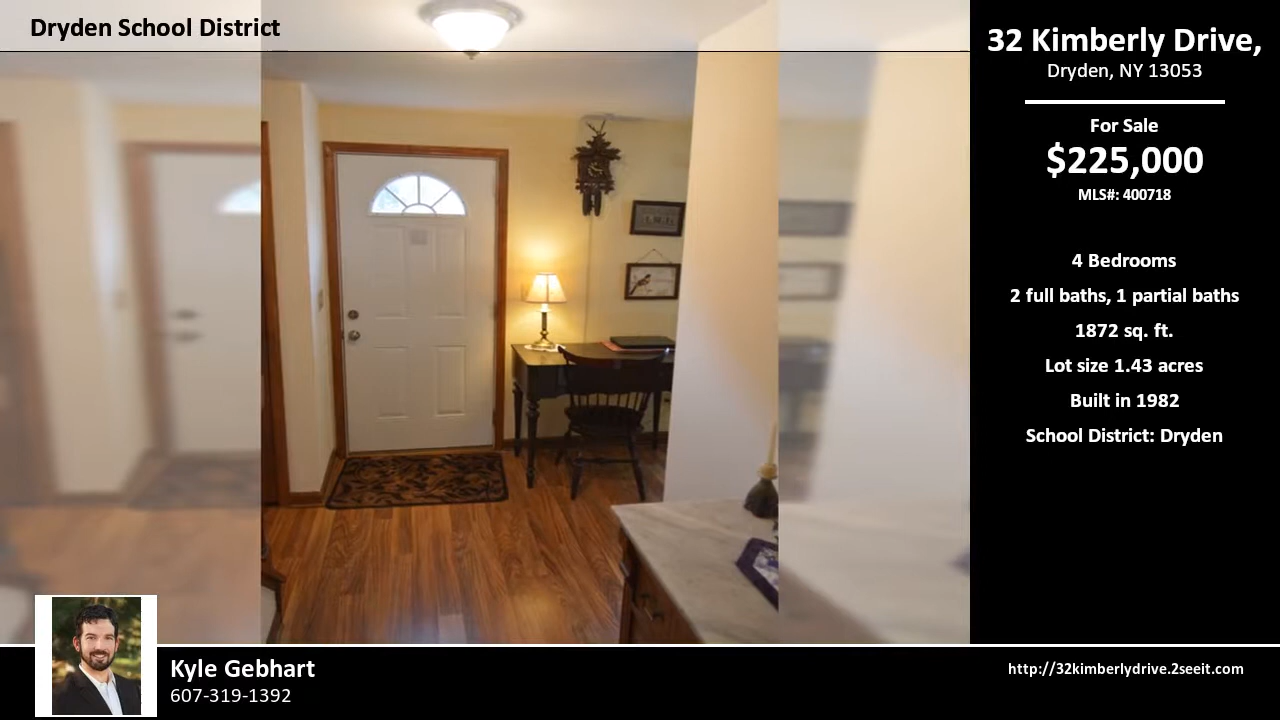 Dryden School District
32 Kimberly Drive,
Dryden, NY 13053
For Sale
$225,000
MLS#: 400718
4 Bedrooms
2 full baths, 1 partial baths
1872 sq. ft.
Lot size 1.43 acres
Built in 1982
School District: Dryden
Kyle Gebhart
607-319-1392
http://32kimberlydrive.2seeit.com